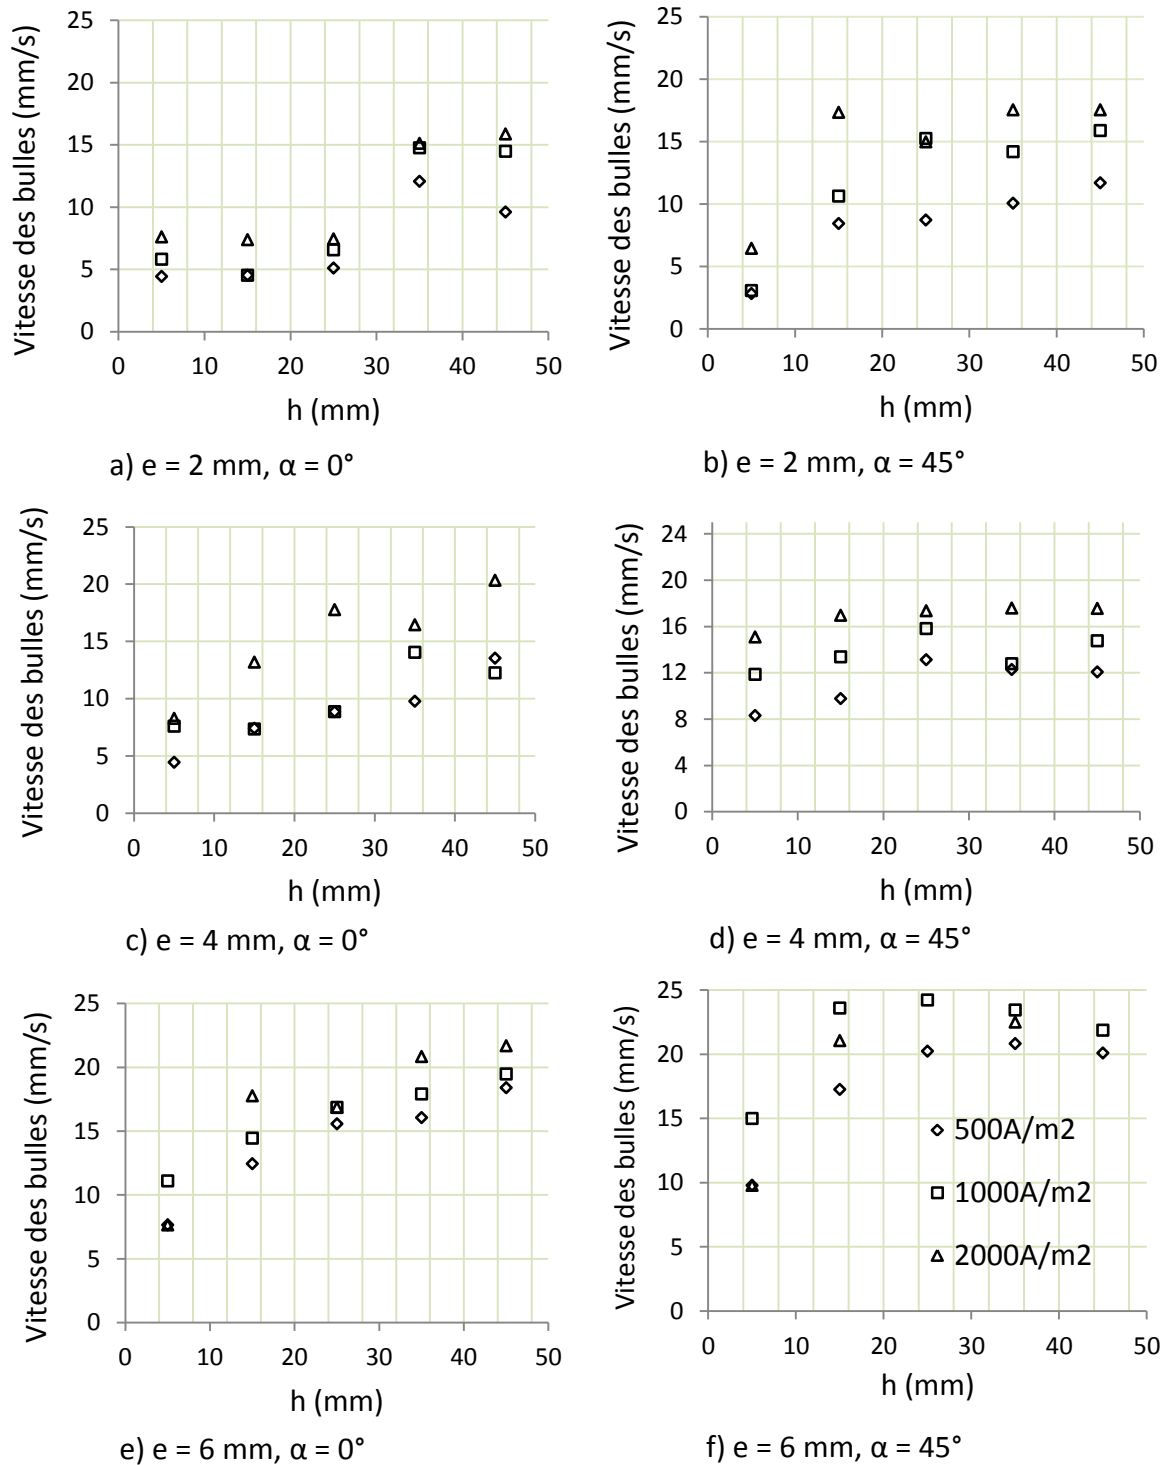 Vitesse des bulles (mm/s)
25
20
15
10
5
0
0 10 20 30 40 50
h (mm)
a) e = 2 mm, α = 0°
Vitesse des bulles (mm/s)
25
20
15
10
5
0
0 10 20 30 40 50
h (mm)
b) e = 2 mm, α = 45°
Vitesse des bulles (mm/s)
25
20
15
10
5
0
0 10 20 30 40 50
h (mm)
c) e = 4 mm, α = 0°
Vitesse des bulles (mm/s)
24
20
16
12
8
4
0
0 10 20 30 40 50
h (mm)
d) e = 4 mm, α = 45°
Vitesse des bulles (mm/s)
25
20
15
10
5
0
0 10 20 30 40 50
h (mm)
e) e = 6 mm, α = 0°
Vitesse des bulles (mm/s)
25
20
15
10
5
0
500A/m2
1000A/m2
2000A/m2
0 10 20 30 40 50
h (mm)
f) e = 6 mm, α = 45°